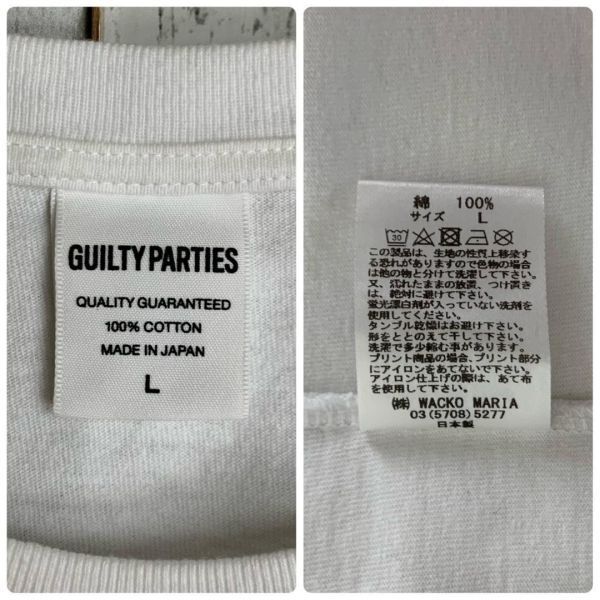 GUILTY PARTIES
QUALITY GUARANTEED
100% COTTON
MADE IN JAPAN
L
綿 100%
サイズ L
30
この製品は、生地の性質上移染す
る恐れがありますので色物の場合
は他の物と分けて洗濯して下さい。
又、濡れたままの放置、つけ置き
は、絶対に避けて下さい。
蛍光漂白剤が入っていない洗剤を
使用してください。
タンブル乾燥はお避け下さい。
形をととのえて干して下さい。
洗濯で多少縮む事があります。
プリント商品の場合、プリント部分
にアイロンをあてないで下さい。
アイロン仕上げの際は、あて布
を使用して下さい。
㈱ WACKO MARIA
03(5708)5277
日本製